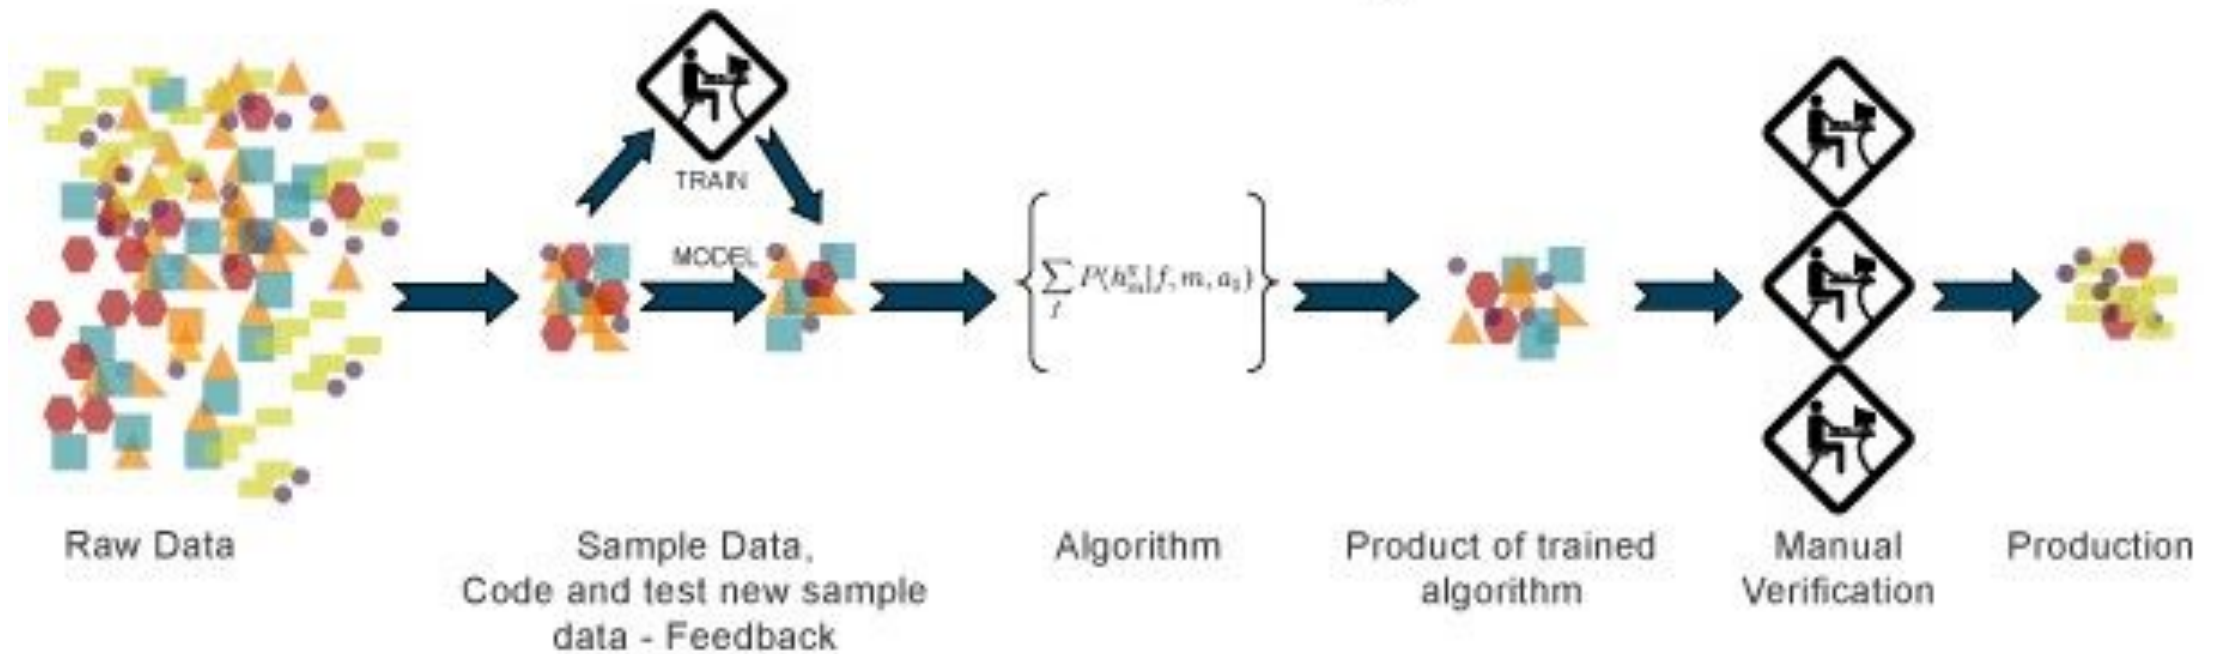 TRAIN
MODEL
Raw Data
Sample Data,
Code and test new sample
data - Feedback
Algorithm
Product of trained
algorithm
Manual
Verification
Production